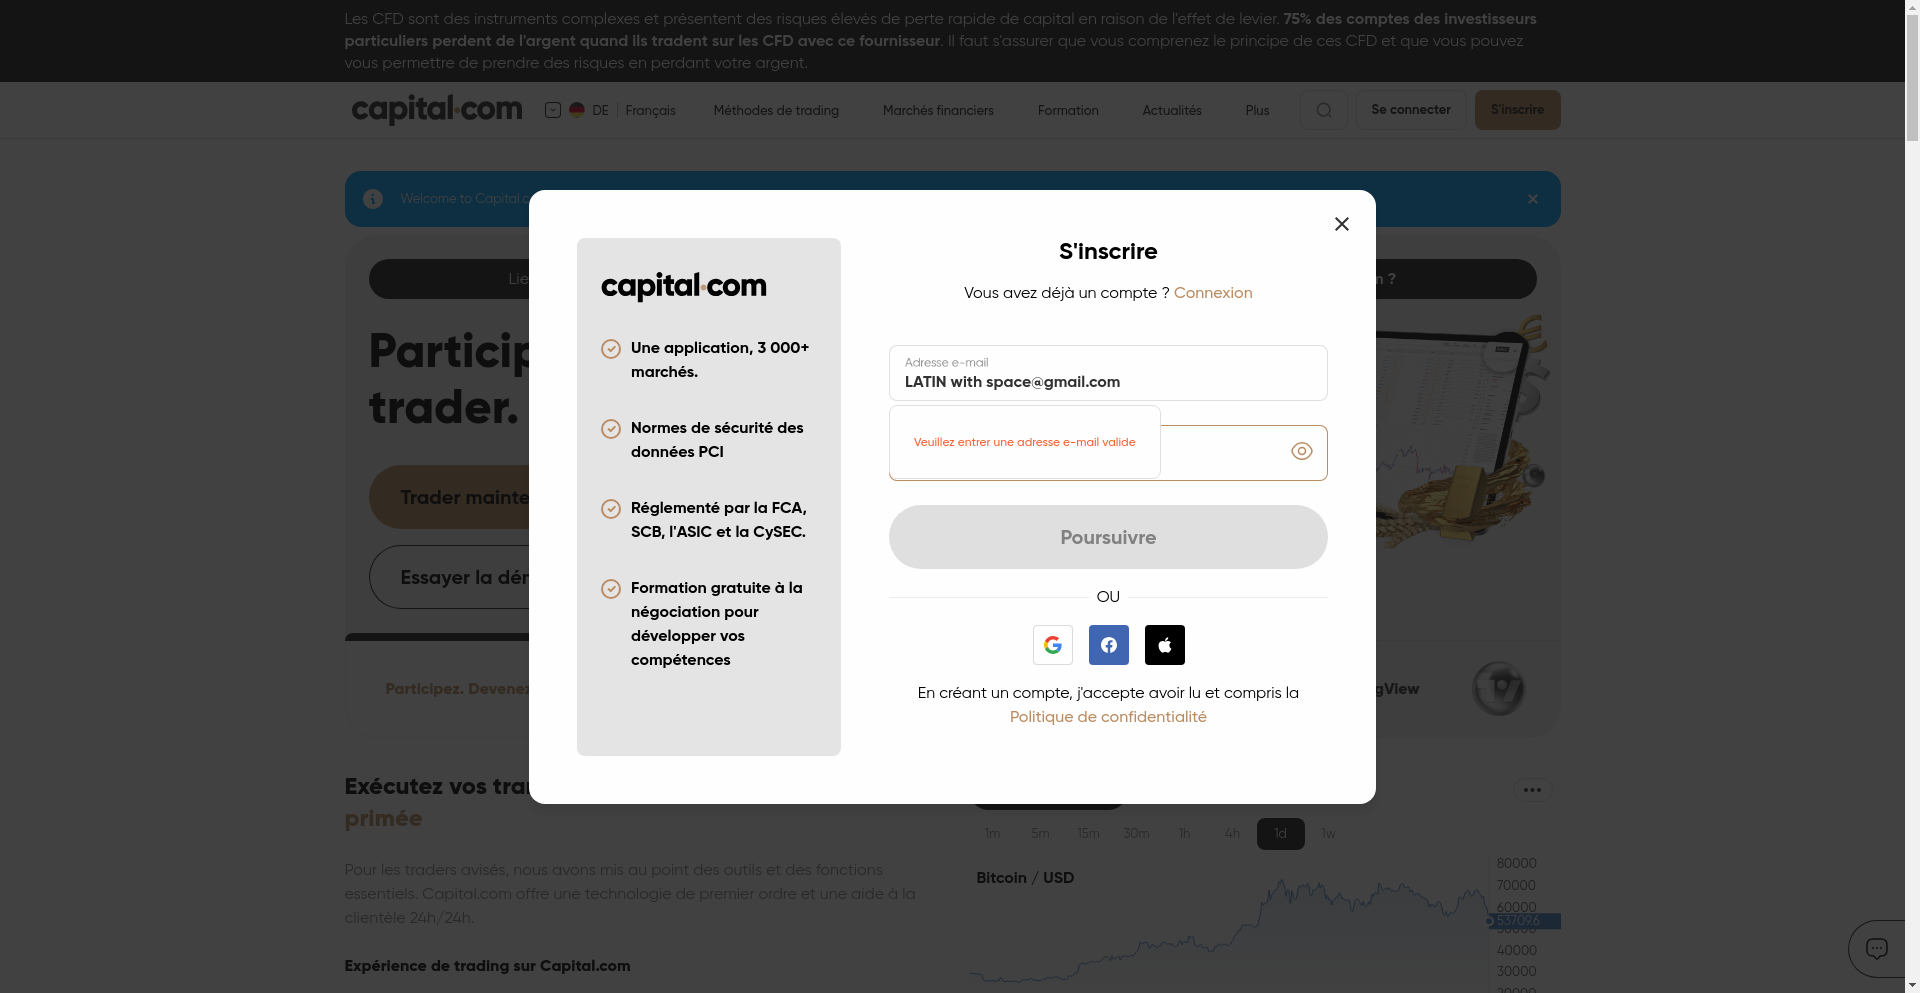 Les CFD sont des instruments complexes et présentent des risques élevés de perte rapide de capital en raison de l'effet de levier. 75% des comptes des investisseurs
particuliers perdent de l'argent quand ils tradent sur les CFD avec ce fournisseur. Il faut s'assurer que vous comprenez le principe de ces CFD et que vous pouvez
vous permettre de prendre des risques en perdant votre argent.
capital.com DE Français Méthodes de trading Marchés financiers Formation Actualités Plus Se connecter S'inscrire
Welcome to Capital.c
Lie
m ?
Particip
trader.
Trader mainte
Essayer la dém
Participez. Devenez
gView
capital.com
Une application, 3 000+
marchés.
Normes de sécurité des
données PCI
Réglementé par la FCA,
SCB, l'ASIC et la CySEC.
Formation gratuite à la
négociation pour
développer vos
compétences
S'inscrire
Vous avez déjà un compte ? Connexion
Adresse e-mail
LATIN with space@gmail.com
Veuillez entrer une adresse e-mail valide
Poursuivre
OU
En créant un compte, j'accepte avoir lu et compris la
Politique de confidentialité
Exécutez vos tra
primée
Pour les traders avisés, nous avons mis au point des outils et des fonctions
essentiels. Capital.com offre une technologie de premier ordre et une aide à la
clientèle 24h/24h.
Expérience de trading sur Capital.com
1m 5m 15m 30m 1h 4h 1d 1w
Bitcoin / USD
80000
70000
60000
53709.6
50000
40000
30000